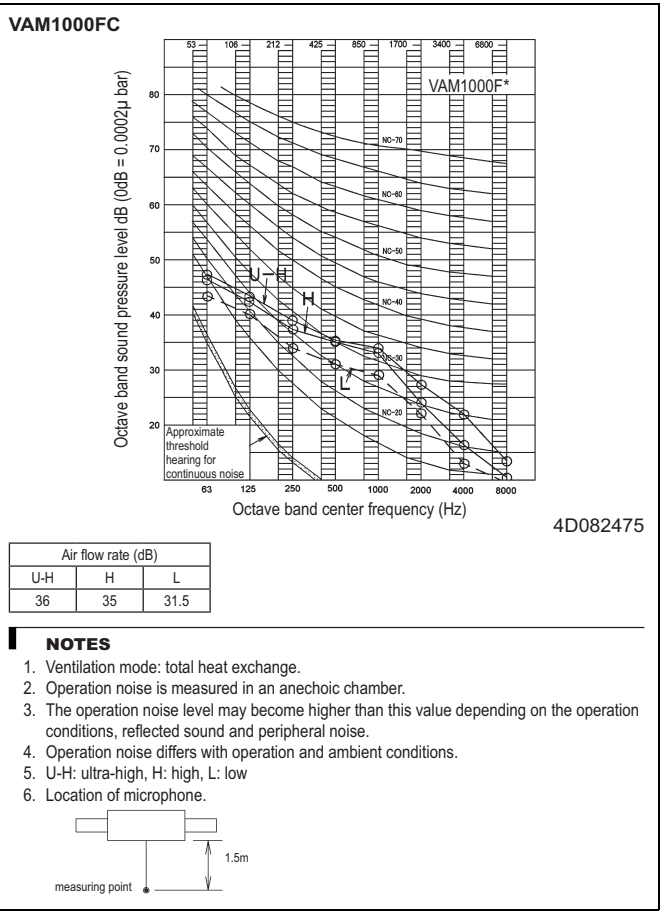 VAM1000FC
53 106 212 425 850 1700 3400 6800
VAM1000F*
Octave band sound pressure level dB (0dB = 0.0002µ bar)
80
70
60
50
40
30
20
NC-70
NC-60
NC-50
NC-40
NC-30
NC-20
U-H
H
L
Approximate
threshold
hearing for
continuous noise
63 125 250 500 1000 2000 4000 8000
Octave band center frequency (Hz)
4D082475
Air flow rate (dB)
U-H H L
36 35 31.5
NOTES
1. Ventilation mode: total heat exchange.
2. Operation noise is measured in an anechoic chamber.
3. The operation noise level may become higher than this value depending on the operation
conditions, reflected sound and peripheral noise.
4. Operation noise differs with operation and ambient conditions.
5. U-H: ultra-high, H: high, L: low
6. Location of microphone.
1.5m
measuring point